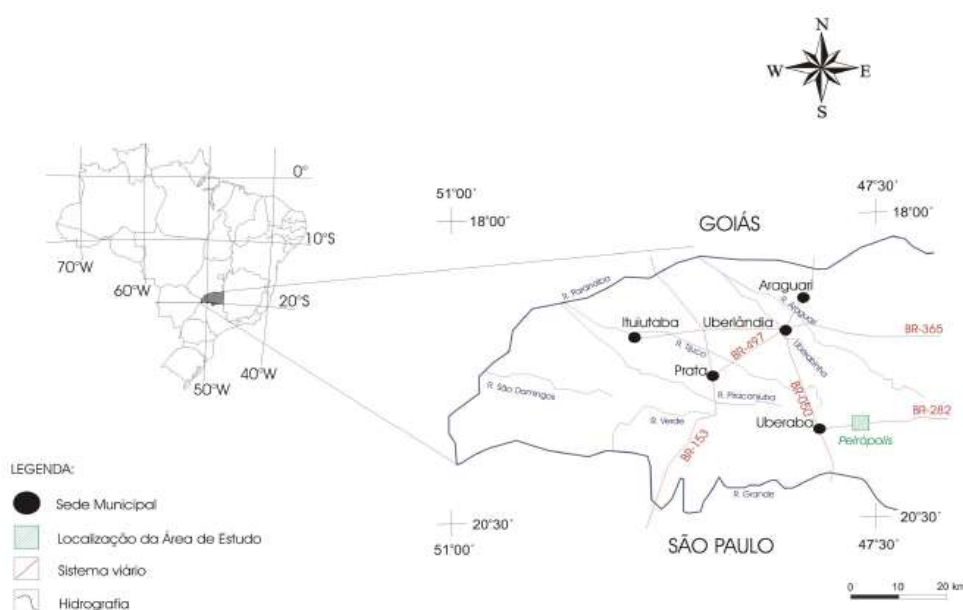 N
W E
S
0°
10°S
70°W
60°W
20°S
50°W
40°W
51°00'
18°00'
47°30'
18°00'
GOIÁS
R. Paranaíba
Araguari
R. Araguari
Ituiutaba
Uberlândia
BR-365
R. Tijuco
BR-497
Uberabinha
Prata
R. São Domingos
R. Piracanjuba
BR-050
BR-282
R. Verde
Uberaba
Peirópolis
BR-153
R. Grande
20°30'
51°00'
SÃO PAULO
20°30'
47°30'
0 10 20 km
LEGENDA:
Sede Municipal
Localização da Área de Estudo
Sistema viário
Hidrografia